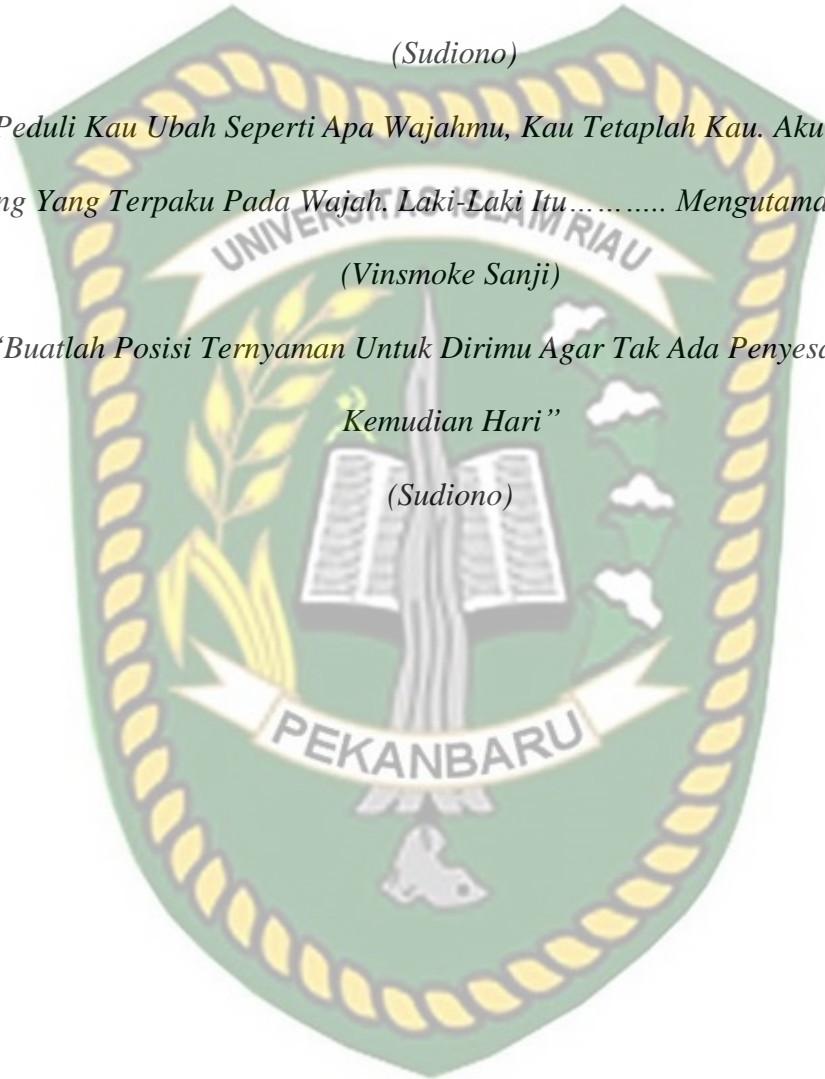 (Sudiono)
Peduli Kau Ubah Seperti Apa Wajahmu, Kau Tetaplah Kau. Aku
ng Yang Terpaku Pada Wajah. Laki-Laki Itu……….. Mengutama
UNIVERSITAS ISLAM RIAU
(Vinsmoke Sanji)
“Buatlah Posisi Ternyaman Untuk Dirimu Agar Tak Ada Penyesa
Kemudian Hari”
(Sudiono)
PEKANBARU